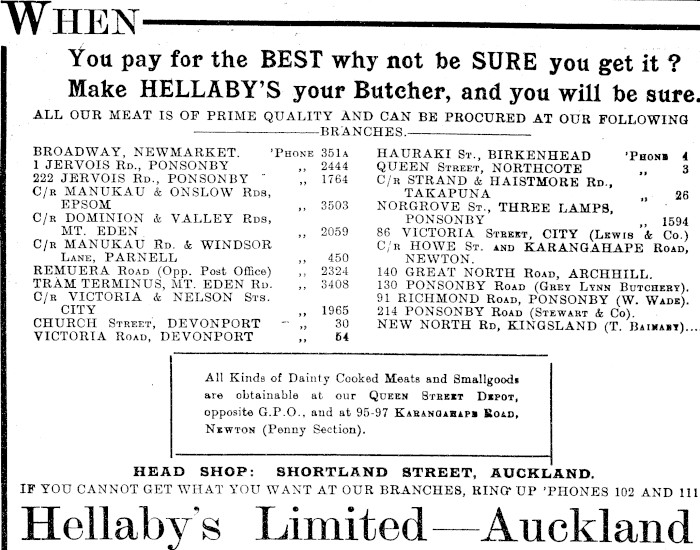 WHEN
You pay for the BEST why not be SURE you get it ?
Make HELLABY'S your Butcher, and you will be sure.
ALL OUR MEAT IS OF PRIME QUALITY AND CAN BE PROCURED AT OUR FOLLOWING
BRANCHES.
BROADWAY, NEWMARKET. 'PHONE 351A
1 JERVOIS RD., PONSONBY ,, 2444
222 JERVOIS RD., PONSONBY ,, 1764
C/R MANUKAU & ONSLOW RDS,
EPSOM ,, 3503
C/R DOMINION & VALLEY RDS,
MT. EDEN ,, 2059
C/R MANUKAU RD. & WINDSOR
LANE, PARNELL ,, 450
REMUERA ROAD (Opp. Post Office) ,, 2324
TRAM TERMINUS, MT. EDEN RD. ,, 3408
C/R VICTORIA & NELSON STS.
CITY ,, 1965
CHURCH STREET, DEVONPORT ,, 30
VICTORIA ROAD, DEVONPORT ,, 54
HAURAKI ST., BIRKENHEAD 'PHONE 4
QUEEN STREET, NORTHCOTE ,, 3
C/R STRAND & HAISTMORE RD.,
TAKAPUNA ,, 26
NORGROVE ST., THREE LAMPS,
PONSONBY ,, 1594
86 VICTORIA STREET, CITY (LEWIS & Co.)
C/R HOWE ST. AND KARANGAHAPE ROAD,
NEWTON.
140 GREAT NORTH ROAD, ARCHHILL.
130 PONSONBY ROAD (GREY LYNN BUTCHERY).
91 RICHMOND ROAD, PONSONBY (W. WADE).
214 PONSONBY ROAD (STEWART & Co).
NEW NORTH RD, KINGSLAND (T.
All Kinds of Dainty Cooked Meats and Smallgoods
are obtainable at our QUEEN STREET DEPOT,
opposite G.P.O., and at 95-97 KARANGAHAPE ROAD,
NEWTON (Penny Section).
HEAD SHOP: SHORTLAND STREET, AUCKLAND.
IF YOU CANNOT GET WHAT YOU WANT AT OUR BRANCHES, RING UP 'PHONES 102 AND 111
Hellaby's Limited—Auckland